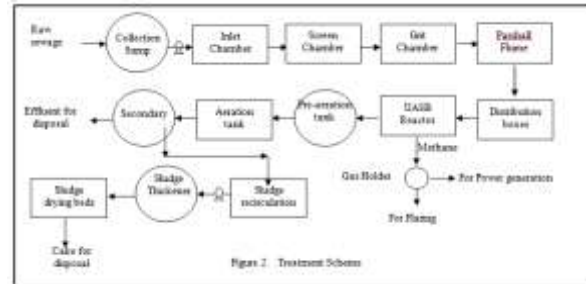 Raw
sewage
Collection
Sump
Inlet
Chamber
Screen
Chamber
Grit
Chamber
Parshall
Flume
Effluent for
disposal
Secondary
Aeration
tank
Pre-aeration
tank
UASB
Reactor
Distribution
boxes
Methane
Gas Holder
For Power generation
For Flaring
Sludge
drying beds
Sludge
Thickener
Sludge
recirculation
Cake for
disposal
Figure 2. Treatment Scheme